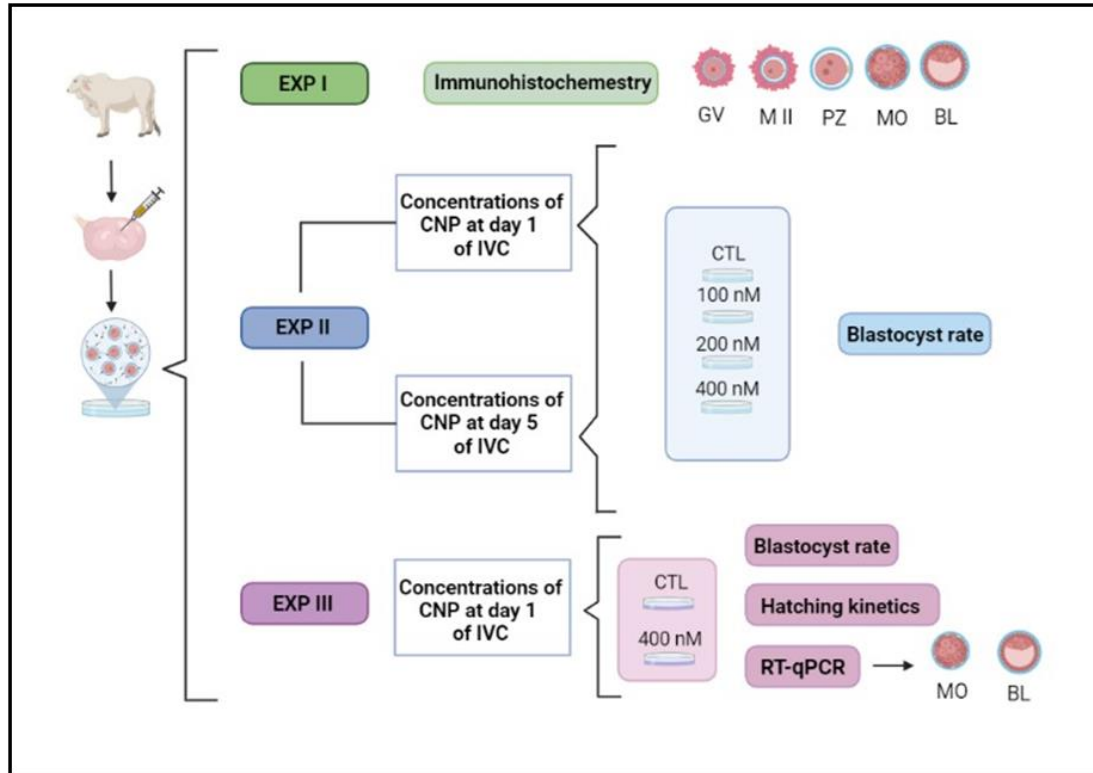 EXP I
Immunohistochemestry
GV
M II
PZ
MO
BL
EXP II
Concentrations of
CNP at day 1
of IVC
Concentrations of
CNP at day 5
of IVC
CTL
100 nM
200 nM
400 nM
Blastocyst rate
EXP III
Concentrations of
CNP at day 1
of IVC
CTL
400 nM
Blastocyst rate
Hatching kinetics
RT-qPCR
MO
BL